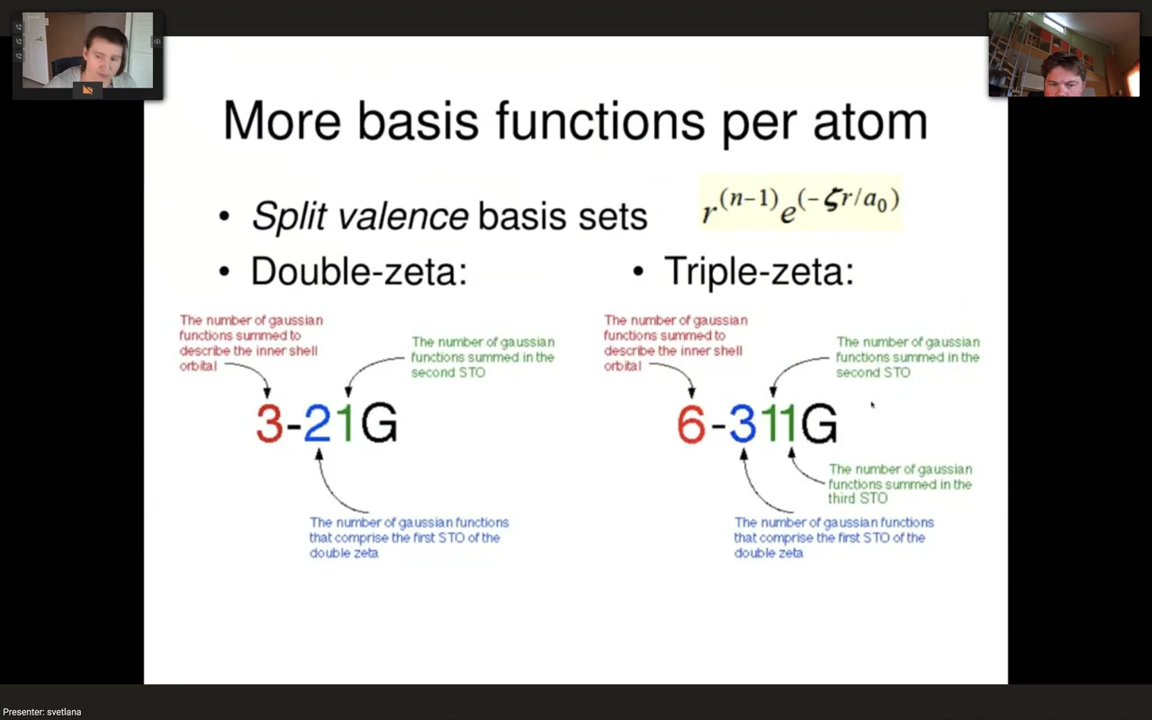 More basis functions per atom
• Split valence basis sets
r(n−1)e(−ζr/a0)
• Double-zeta:
• Triple-zeta:
The number of gaussian
functions summed to
describe the inner shell
orbital
The number of gaussian
functions summed in the
second STO
3-21G
The number of gaussian functions
that comprise the first STO of the
double zeta
The number of gaussian
functions summed to
describe the inner shell
orbital
The number of gaussian
functions summed in the
second STO
6-311G
The number of gaussian
functions summed in the
third STO
The number of gaussian functions
that comprise the first STO of the
double zeta
Presenter: svetlana